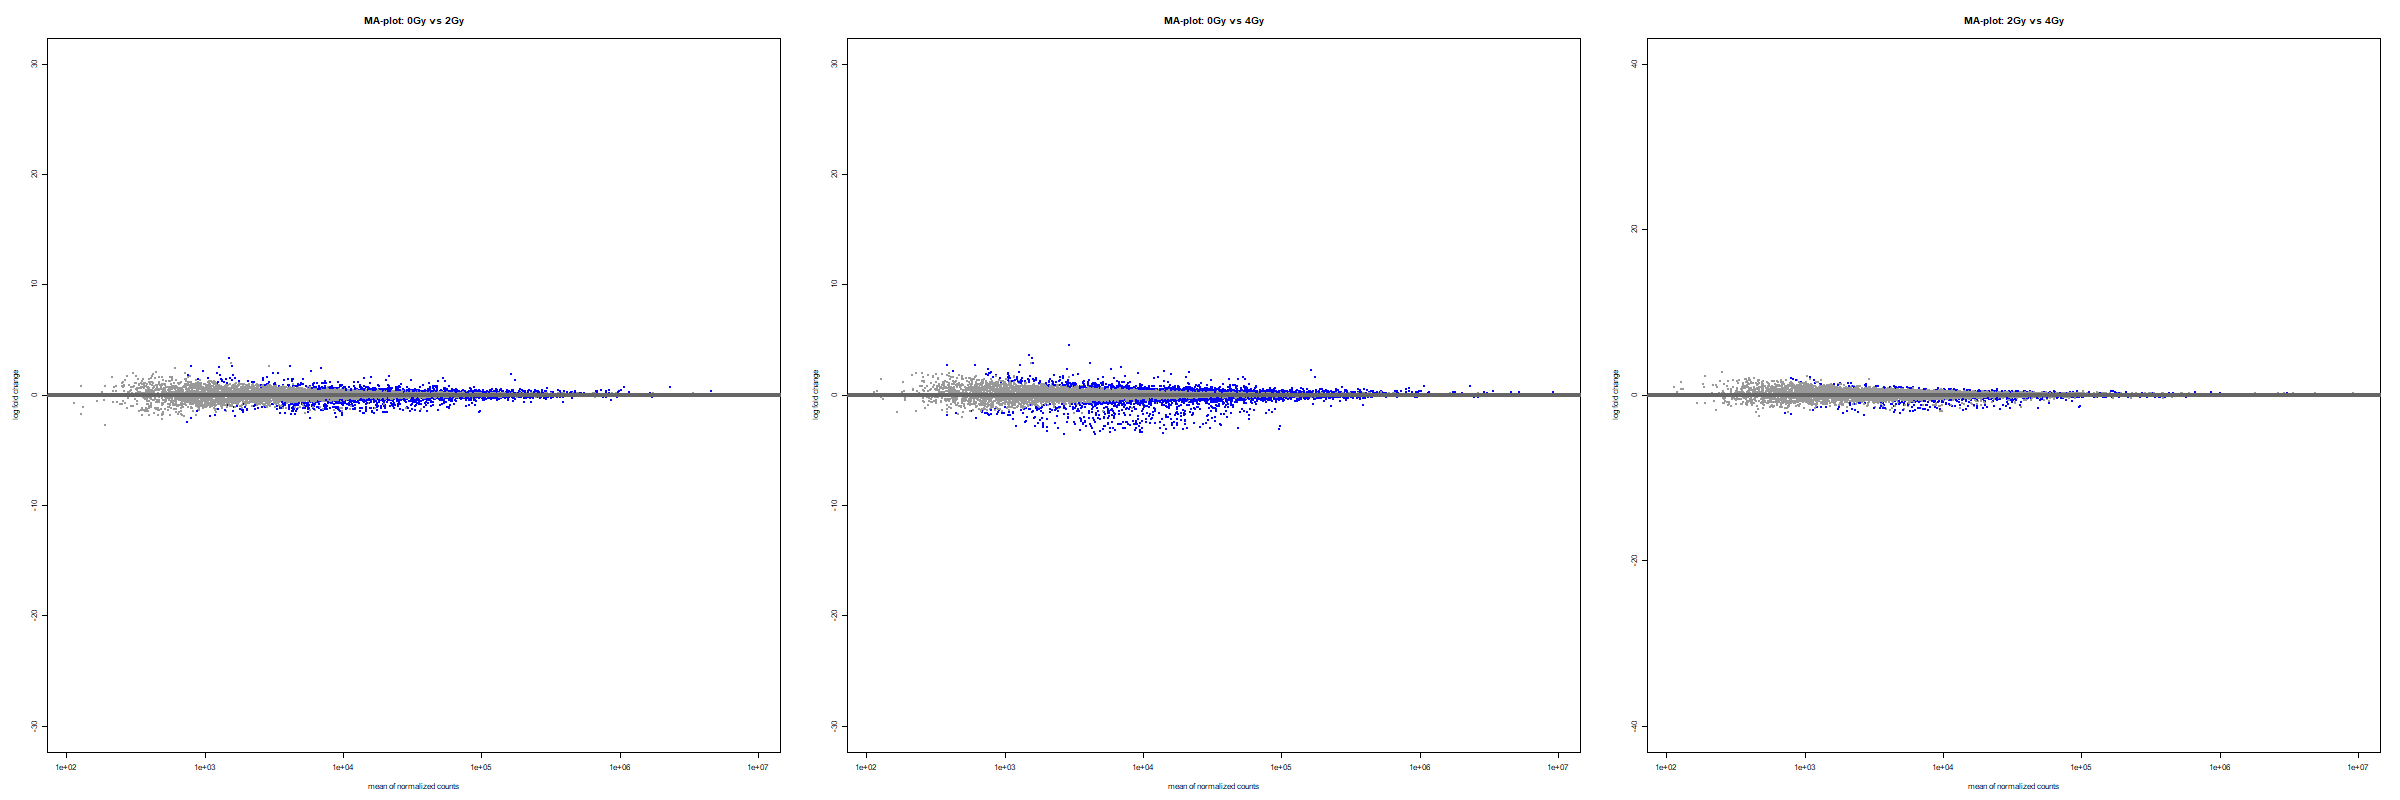 MA-plot: 0Gy vs 2Gy
30
20
10
0
-10
-20
-30
log fold change
1e+02 1e+03 1e+04 1e+05 1e+06 1e+07
mean of normalized counts
MA-plot: 0Gy vs 4Gy
30
20
10
0
-10
-20
-30
log fold change
1e+02 1e+03 1e+04 1e+05 1e+06 1e+07
mean of normalized counts
MA-plot: 2Gy vs 4Gy
40
20
0
-20
-40
log fold change
1e+02 1e+03 1e+04 1e+05 1e+06 1e+07
mean of normalized counts